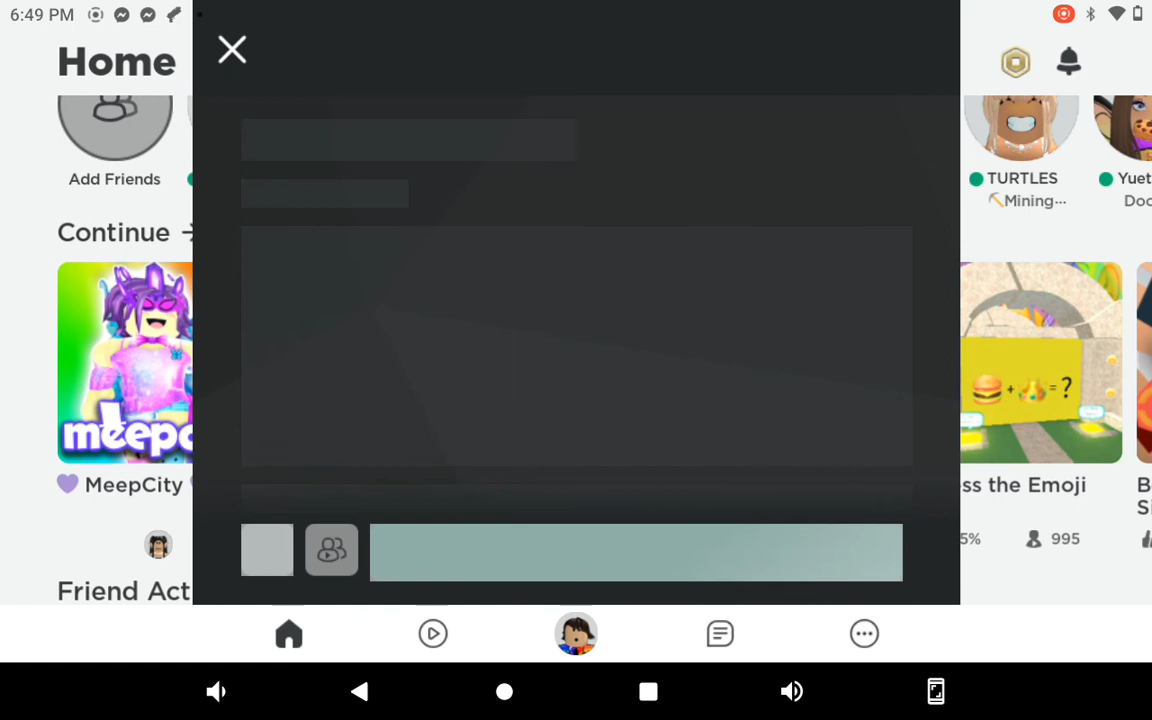 6:49 PM
Home
Add Friends
TURTLES
Yuet
⛏️Mining...
Doo
Continue →
meepc
+ = ?
💜 MeepCity
ss the Emoji
B
Si
5%
995
Friend Act